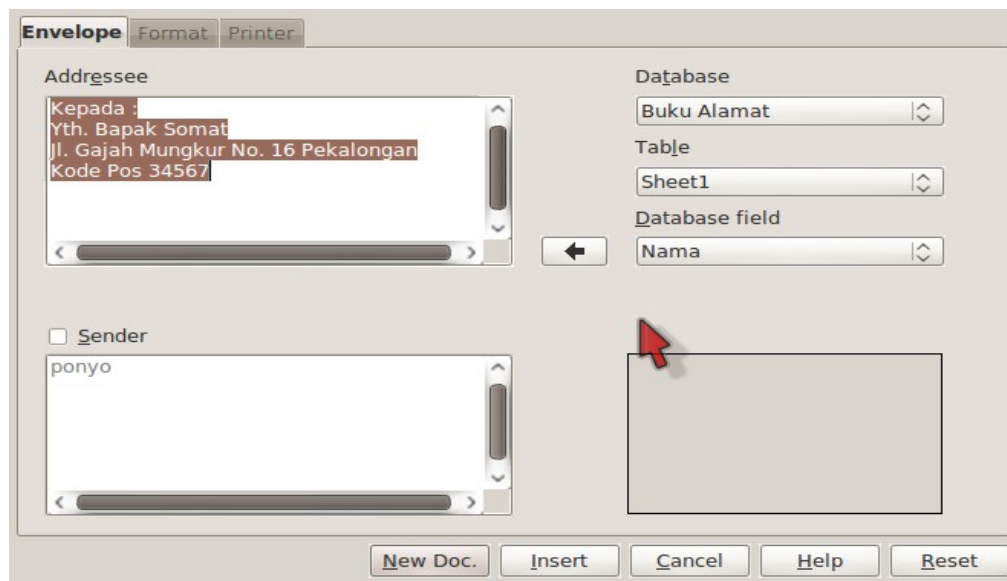 Envelope Format Printer
Addressee
Kepada :
Yth. Bapak Somat
Jl. Gajah Mungkur No. 16 Pekalongan
Kode Pos 34567
Database
Buku Alamat
Table
Sheet1
Database field
Nama
Sender
ponyo
New Doc. Insert Cancel Help Reset